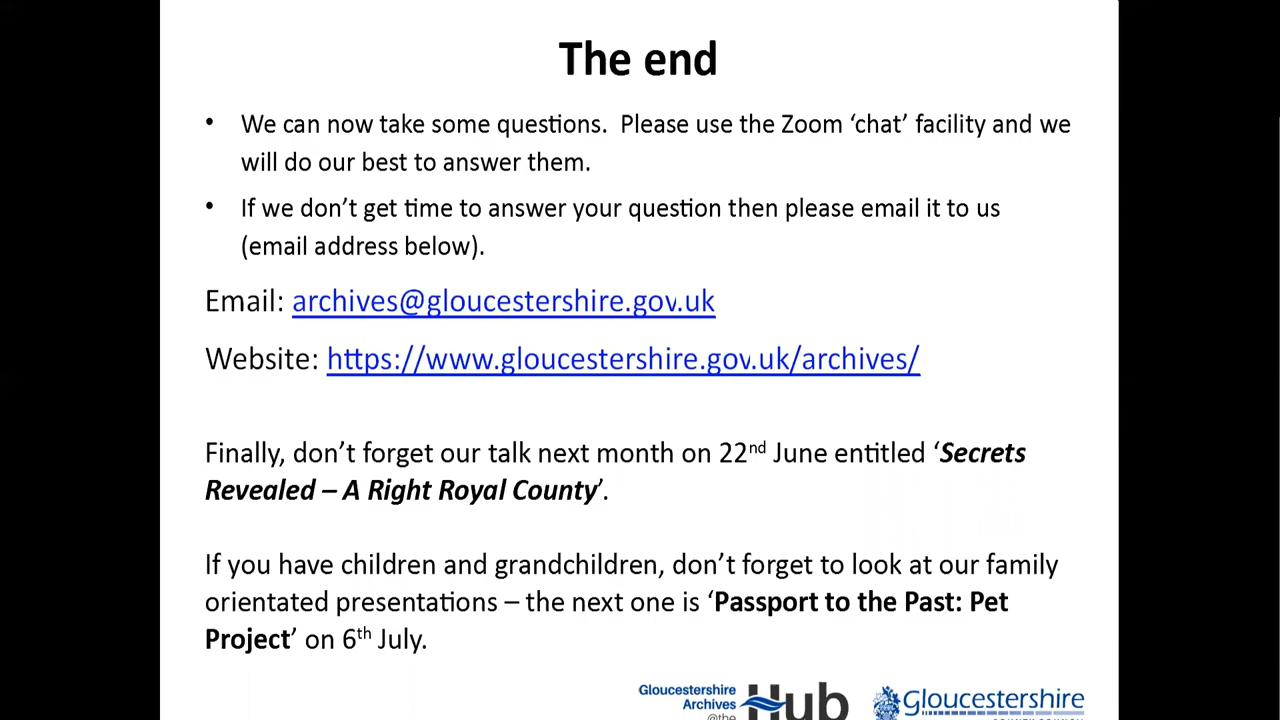 The end
• We can now take some questions.  Please use the Zoom ‘chat’ facility and we
will do our best to answer them.
• If we don’t get time to answer your question then please email it to us
(email address below).
Email: archives@gloucestershire.gov.uk
Website: https://www.gloucestershire.gov.uk/archives/
Finally, don’t forget our talk next month on 22nd June entitled ‘Secrets
Revealed – A Right Royal County’.
If you have children and grandchildren, don’t forget to look at our family
orientated presentations – the next one is ‘Passport to the Past: Pet
Project’ on 6th July.
Gloucestershire
Archives
@the
Hub
Gloucestershire